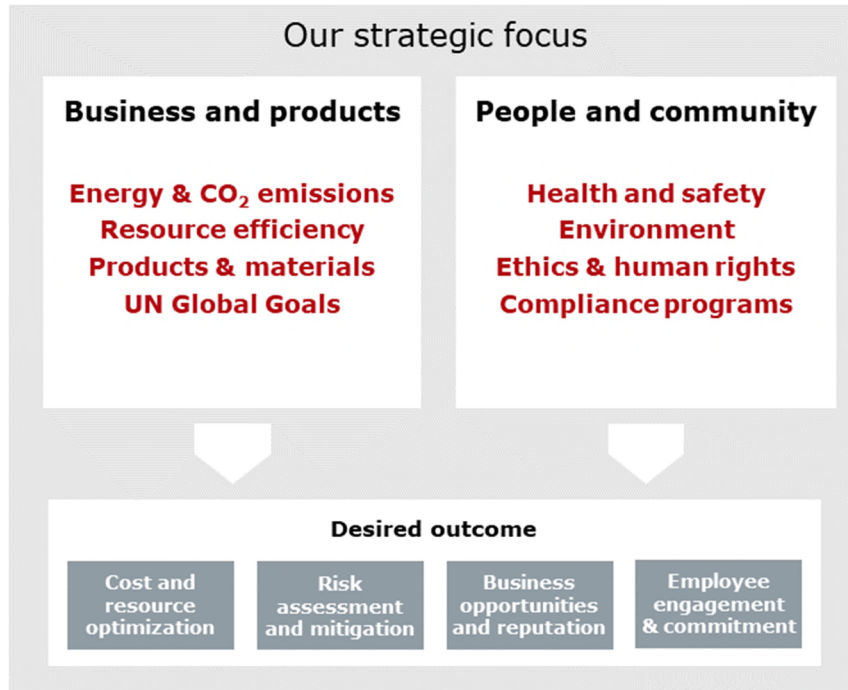 Our strategic focus
Business and products
Energy & CO₂ emissions
Resource efficiency
Products & materials
UN Global Goals
People and community
Health and safety
Environment
Ethics & human rights
Compliance programs
Desired outcome
Cost and
resource
optimization
Risk
assessment
and mitigation
Business
opportunities
and reputation
Employee
engagement
& commitment